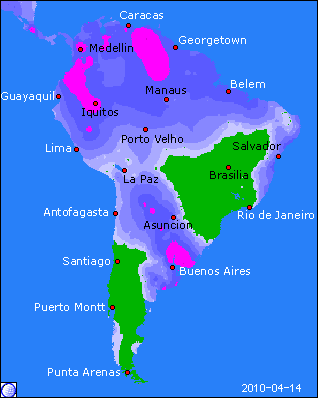 Caracas
Medellin
Georgetown
Guayaquil
Manaus
Belem
Iquitos
Porto Velho
Lima
Salvador
La Paz
Brasilia
Antofagasta
Rio de Janeiro
Asuncion
Santiago
Buenos Aires
Puerto Montt
Punta Arenas
2010-04-14